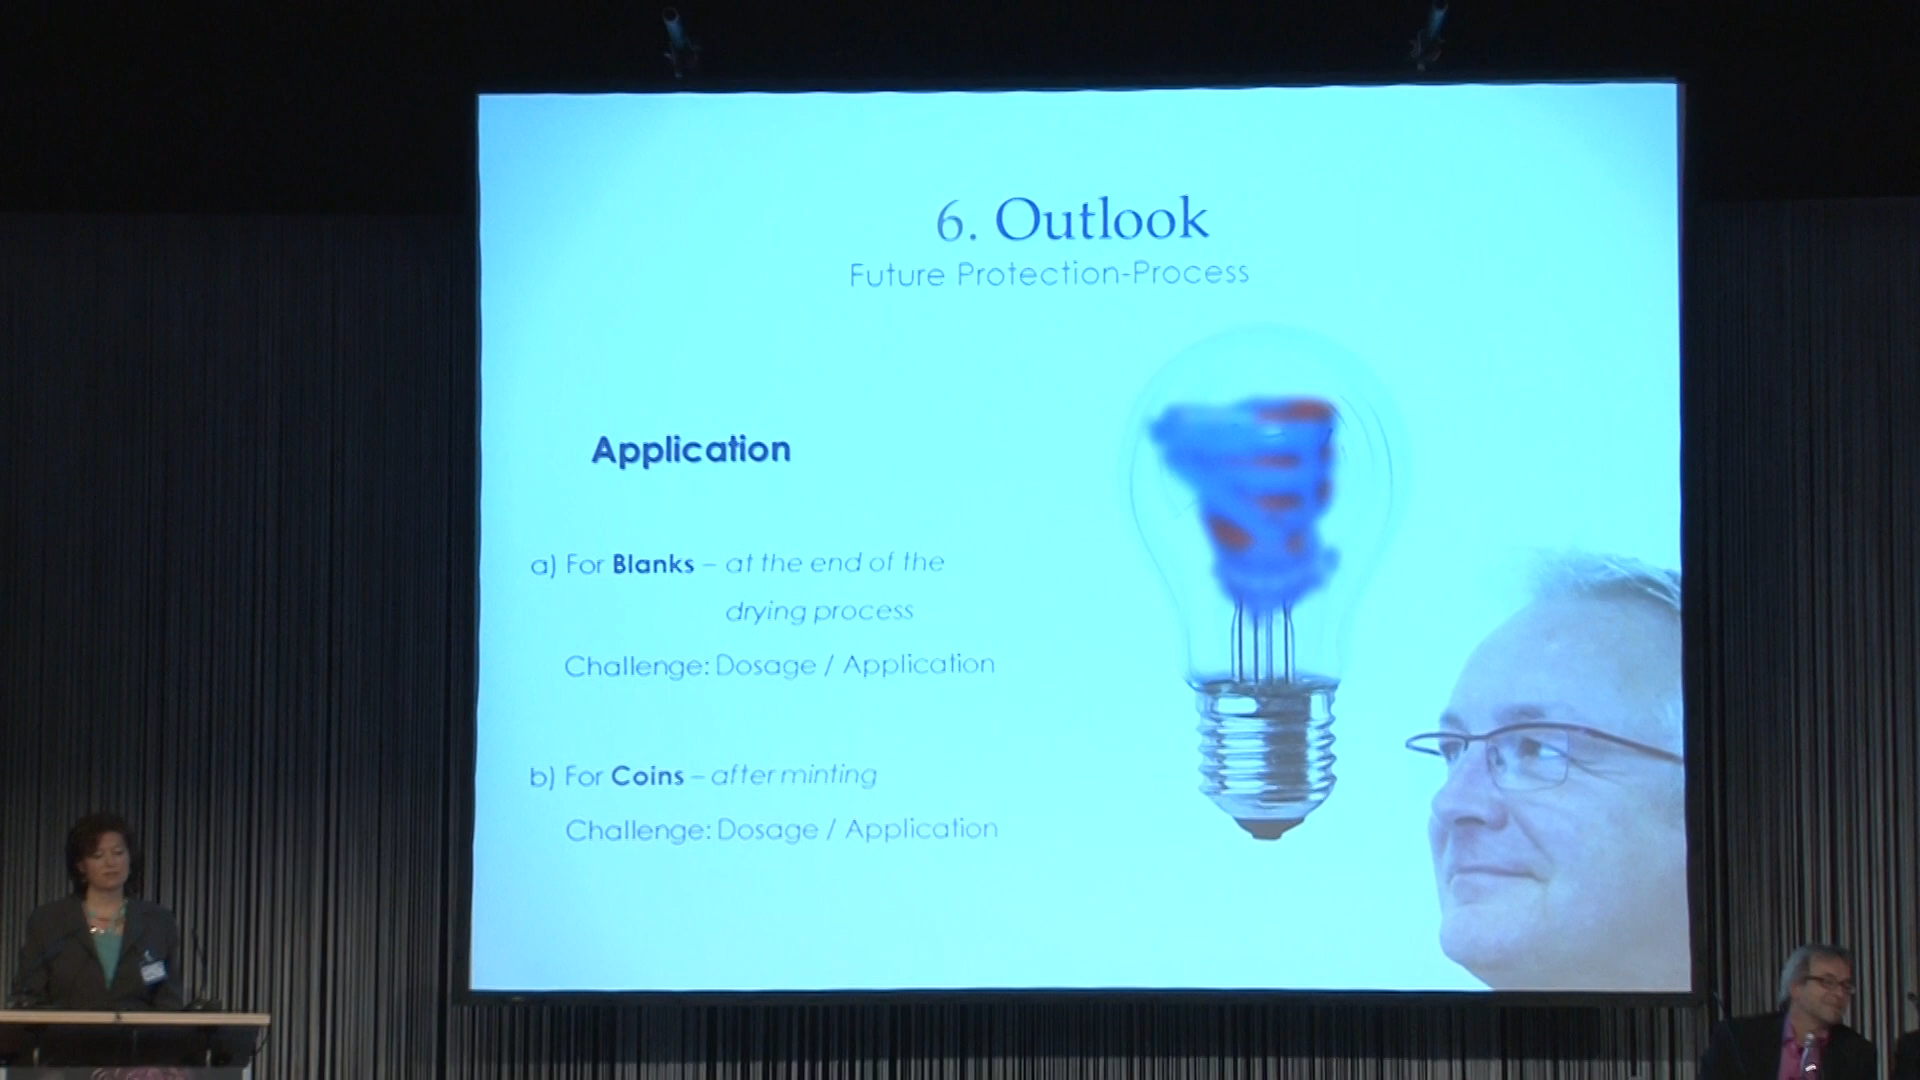 6. Outlook
Future Protection-Process
Application
a) For Blanks – at the end of the
drying process
Challenge: Dosage / Application
b) For Coins – after minting
Challenge: Dosage / Application